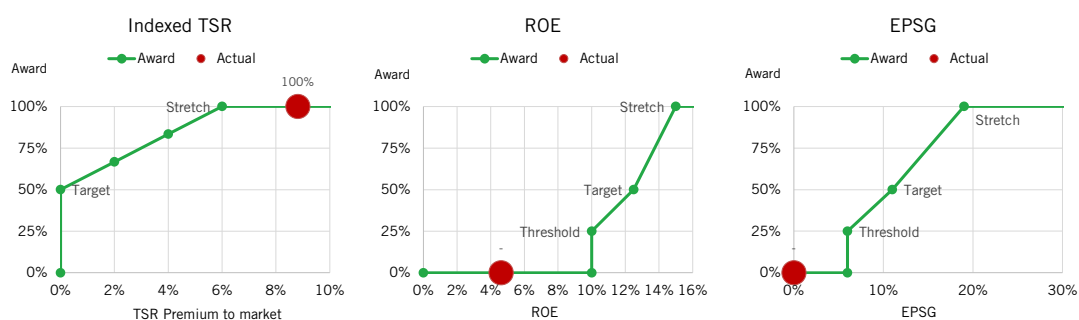 Indexed TSR
Award Actual
Award
100%
100%
75%
50%
25%
0%
Stretch
Target
0% 2% 4% 6% 8% 10%
TSR Premium to market
ROE
Award Actual
Award
100%
75%
50%
25%
0%
Stretch
Target
Threshold
-
0% 2% 4% 6% 8% 10% 12% 14% 16%
ROE
EPSG
Award Actual
Award
100%
75%
50%
25%
0%
Stretch
Target
Threshold
-
0% 10% 20% 30%
EPSG